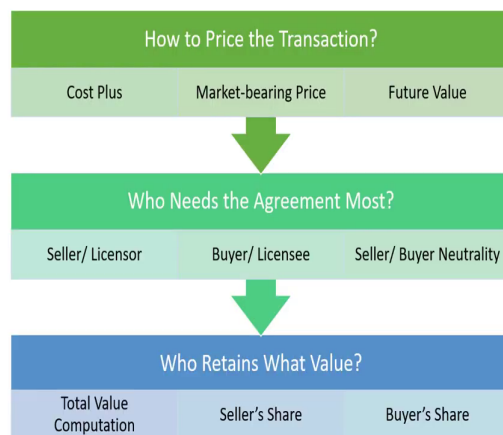 How to Price the Transaction?
Cost Plus
Market-bearing Price
Future Value
Who Needs the Agreement Most?
Seller/ Licensor
Buyer/ Licensee
Seller/ Buyer Neutrality
Who Retains What Value?
Total Value
Computation
Seller's Share
Buyer's Share